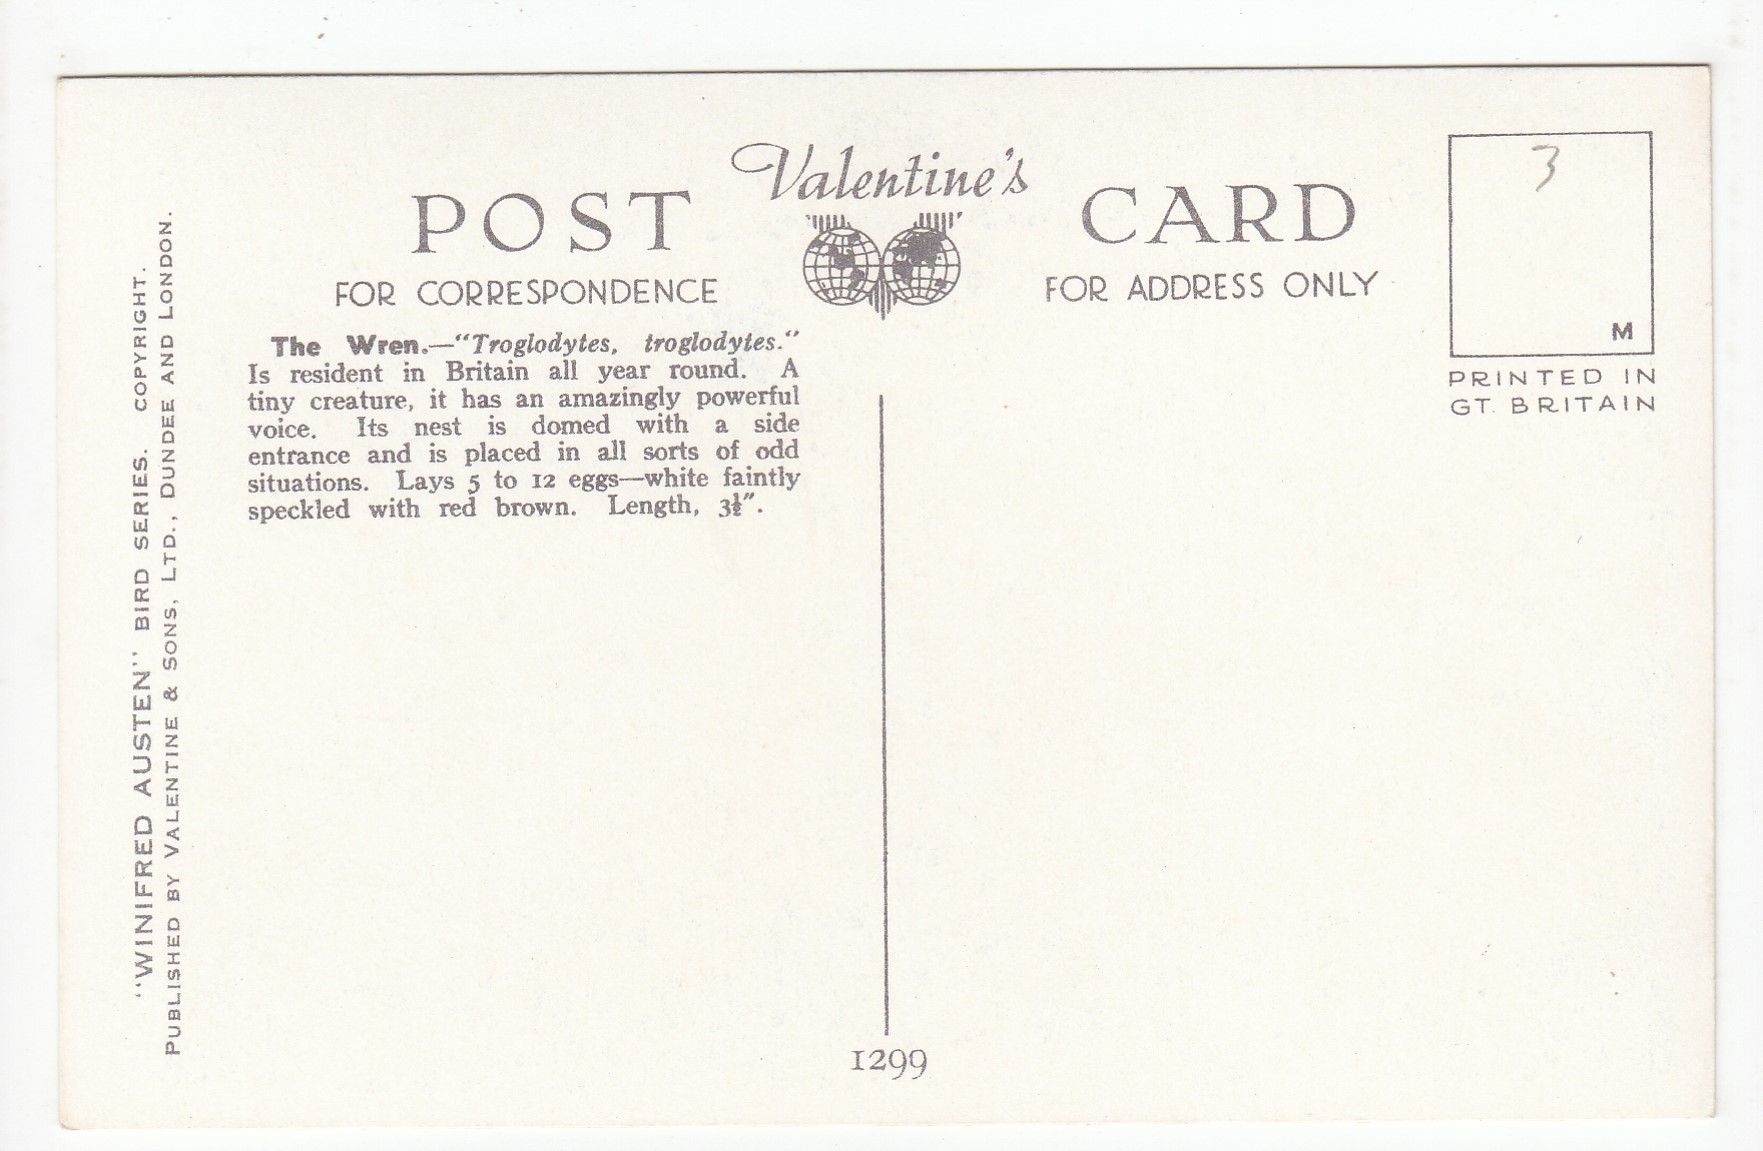 Valentine's
POST CARD
FOR CORRESPONDENCE
FOR ADDRESS ONLY
3
M
PRINTED IN
GT. BRITAIN
The Wren.—"Troglodytes, troglodytes."
Is resident in Britain all year round. A
tiny creature, it has an amazingly powerful
voice. Its nest is domed with a side
entrance and is placed in all sorts of odd
situations. Lays 5 to 12 eggs—white faintly
speckled with red brown. Length, 3½".
"WINIFRED AUSTEN" BIRD SERIES. COPYRIGHT.
PUBLISHED BY VALENTINE & SONS, LTD., DUNDEE AND LONDON.
1299